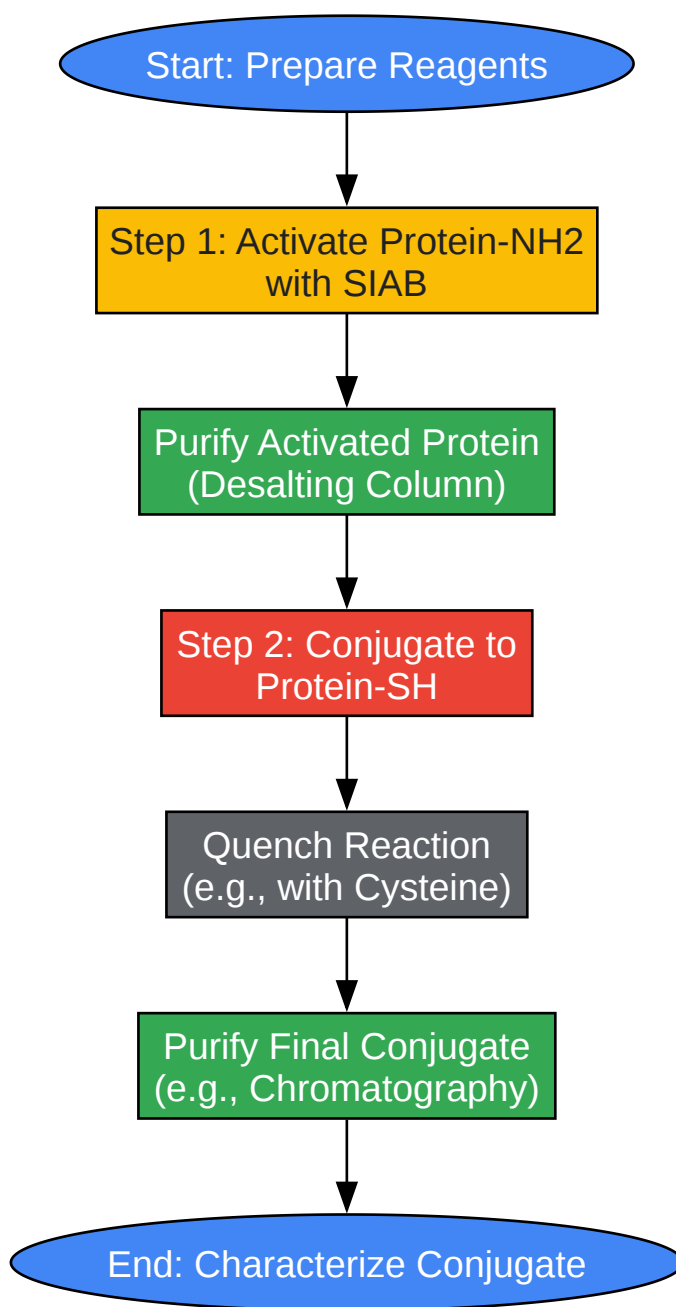 Start: Prepare Reagents
Step 1: Activate Protein-NH2
with SIAB
Purify Activated Protein
(Desalting Column)
Step 2: Conjugate to
Protein-SH
Quench Reaction
(e.g., with Cysteine)
Purify Final Conjugate
(e.g., Chromatography)
End: Characterize Conjugate